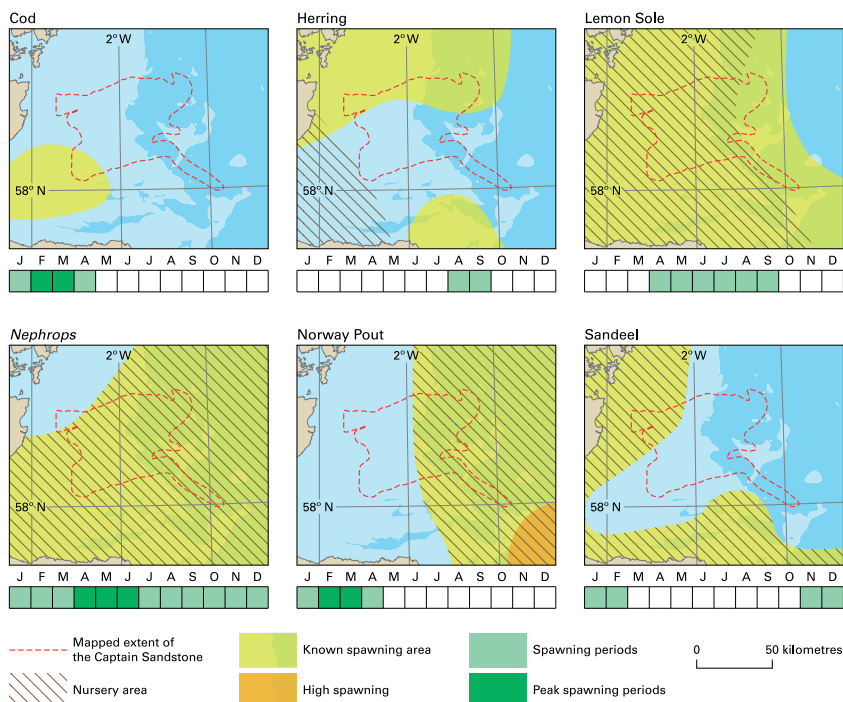 Cod
Herring
Lemon Sole
2° W
2° W
2° W
58° N
58° N
58° N
J F M A M J J A S O N D
J F M A M J J A S O N D
J F M A M J J A S O N D
Nephrops
Norway Pout
Sandeel
2° W
2° W
2° W
58° N
58° N
58° N
J F M A M J J A S O N D
J F M A M J J A S O N D
J F M A M J J A S O N D
Mapped extent of
the Captain Sandstone
Known spawning area
Spawning periods
0 50 kilometres
Nursery area
High spawning
Peak spawning periods